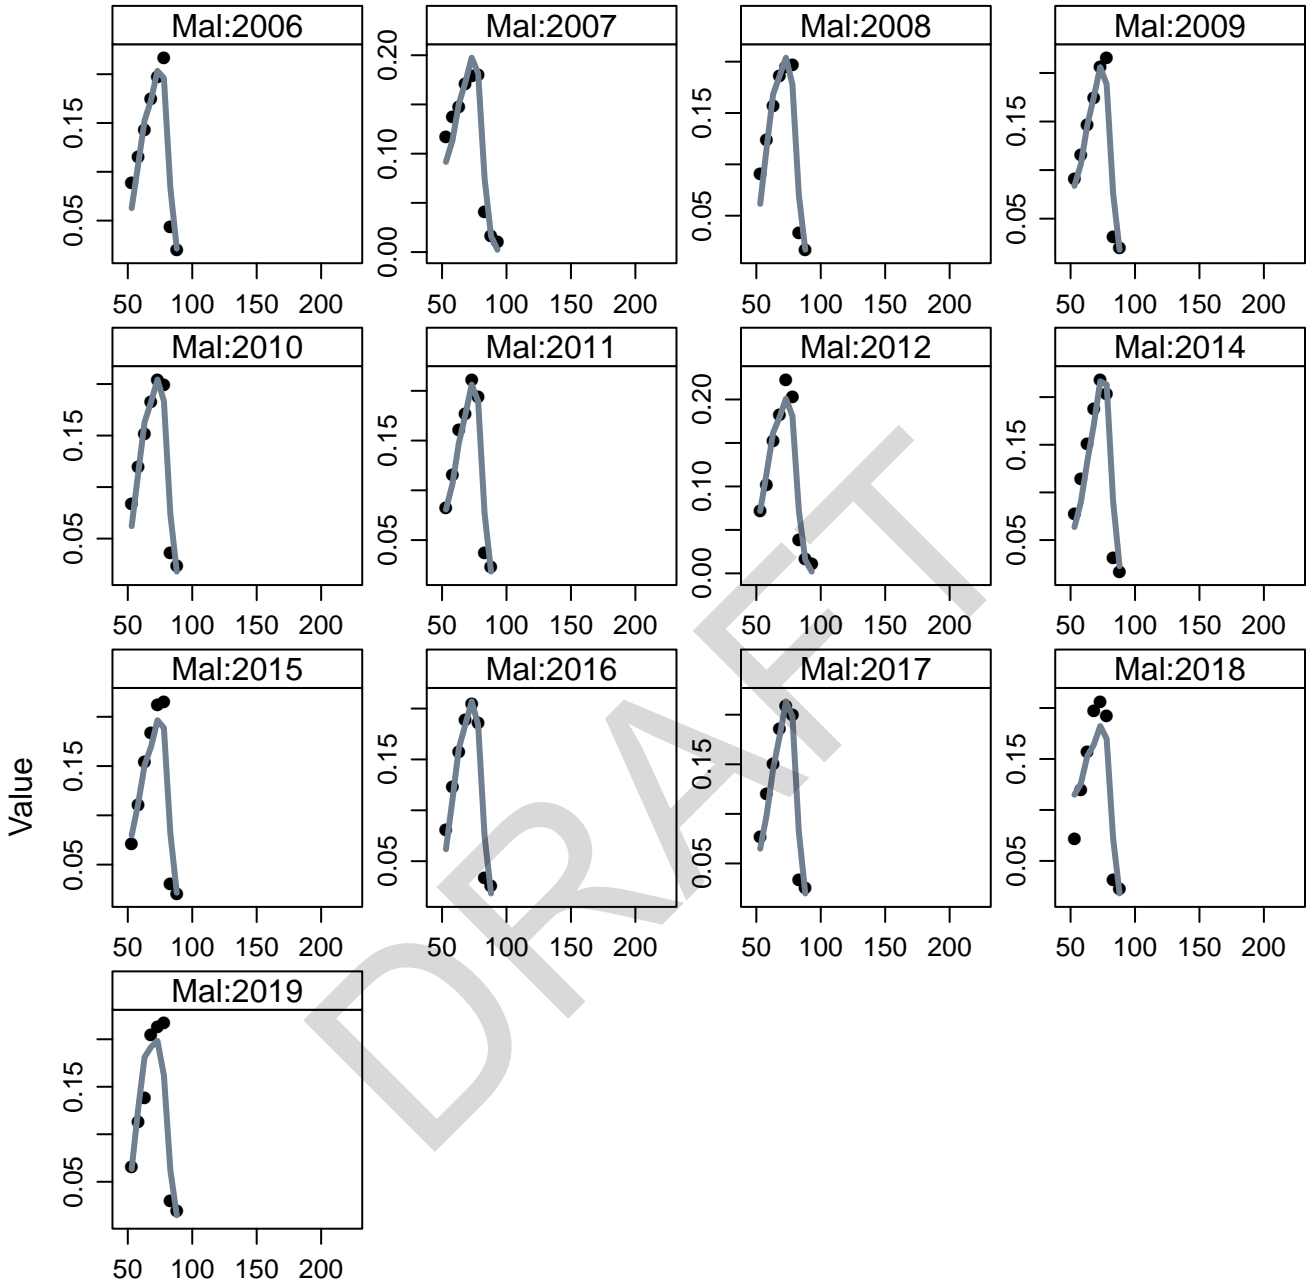 Mal:2006 Mal:2007 Mal:2008 Mal:2009
0.05 0.15
0.00 0.10 0.20
0.05 0.15
0.05 0.15
50 100 150 200 50 100 150 200 50 100 150 200 50 100 150 200
Mal:2010 Mal:2011 Mal:2012 Mal:2014
0.05 0.15
0.05 0.15
0.00 0.10 0.20
0.05 0.15
50 100 150 200 50 100 150 200 50 100 150 200 50 100 150 200
Mal:2015 Mal:2016 Mal:2017 Mal:2018
Value
0.05 0.15
0.05 0.15
0.05 0.15
0.05 0.15
50 100 150 200 50 100 150 200 50 100 150 200 50 100 150 200
Mal:2019
0.05 0.15
50 100 150 200
DRAFT